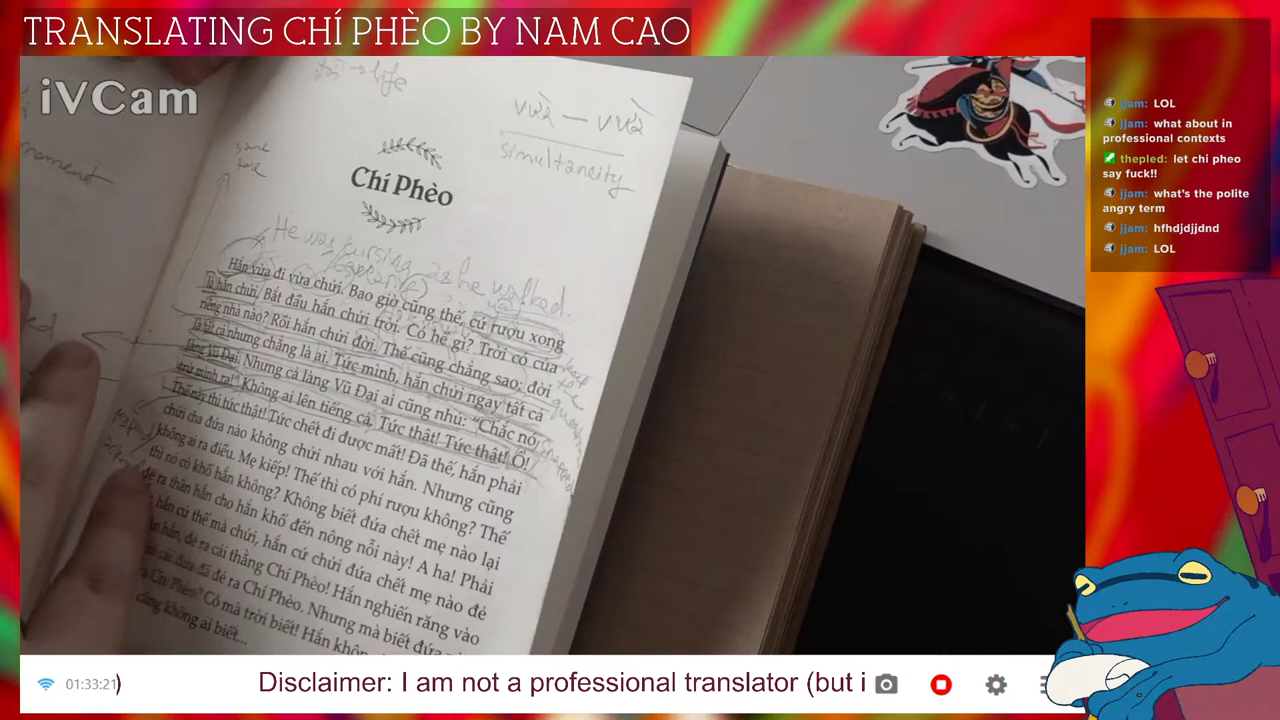 TRANSLATING CHÍ PHÈO BY NAM CAO
iVCam
→ life
vừa — vừa
simultaneity
same
moment
Chí Phèo
He was cursing as he walked.
Hắn vừa đi vừa chửi. Bao giờ cũng thế, cứ rượu xong
là hắn chửi. Bắt đầu hắn chửi trời. Có hề gì? Trời có của
riêng nhà nào? Rồi hắn chửi đời. Thế cũng chẳng sao: đời
là tất cả nhưng chẳng là ai. Tức mình, hắn chửi ngay tất cả
làng Vũ Đại. Nhưng cả làng Vũ Đại ai cũng nhủ: "Chắc nó
trừ mình ra!" Không ai lên tiếng cả. Tức thật! Tức thật! Ồ!
Thế này thì tức thật! Tức chết đi được mất! Đã thế, hắn phải
chửi cha đứa nào không chửi nhau với hắn. Nhưng cũng
không ai ra điều. Mẹ kiếp! Thế thì có phí rượu không? Thế
thì nó có khổ hắn không? Không biết đứa chết mẹ nào lại
đẻ ra thân hắn cho hắn khổ đến nông nỗi này! A ha! Phải
hắn cứ thế mà chửi, hắn cứ chửi đứa chết mẹ nào đẻ
hắn, đẻ ra cái thằng Chí Phèo! Hắn nghiến răng vào
cái đứa đã đẻ ra Chí Phèo. Nhưng mà biết đứa
Chí Phèo? Có mà trời biết! Hắn
cũng không ai biết...
jjam: LOL
jjam: what about in
professional contexts
thepled: let chi pheo
say fuck!!
jjam: what's the polite
angry term
jjam: hfhdjdjjdnd
jjam: LOL
01:33:21
)
Disclaimer: I am not a professional translator (but i